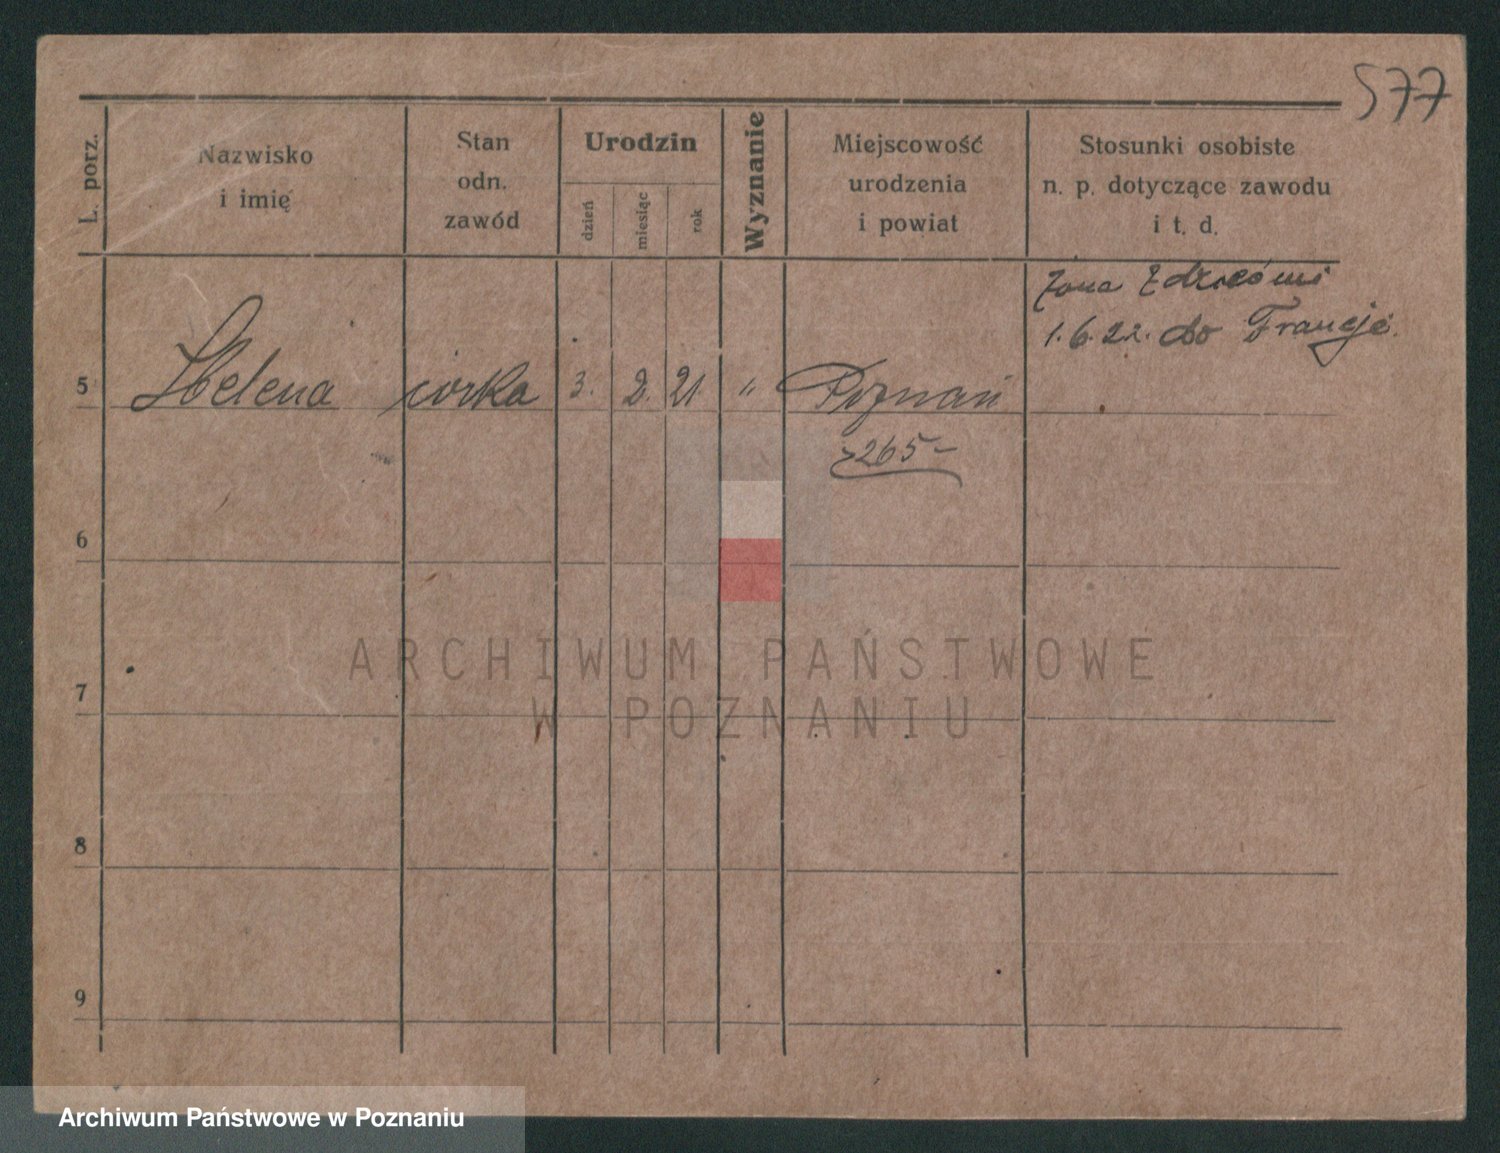 577
L. porz.
Nazwisko
i imię
Stan
odn.
zawód
Urodzin
dzień
miesiąc
rok
Wyznanie
Miejscowość
urodzenia
i powiat
Stosunki osobiste
n. p. dotyczące zawodu
i t. d.
żona z dziećmi
1.6.22. do Francji.
5 Helena córka 3. 2. 21. " Poznań
265
6
ARCHIWUM PAŃSTWOWE
7
W POZNANIU
8
9
Archiwum Państwowe w Poznaniu